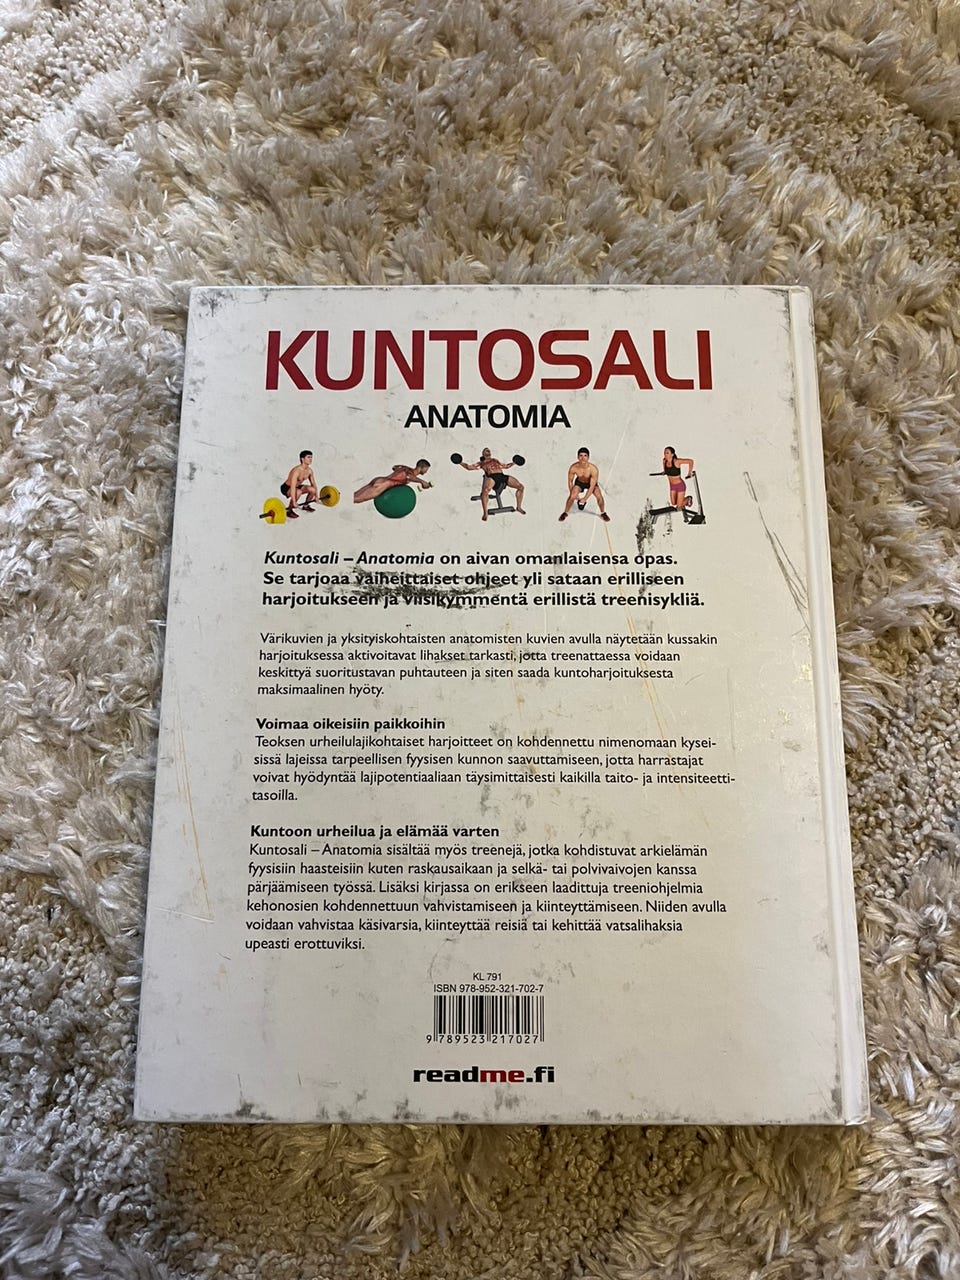 KUNTOSALI
ANATOMIA
Kuntosali – Anatomia on aivan omanlaisensa opas.
Se tarjoaa vaiheittaiset ohjeet yli sataan erilliseen
harjoitukseen ja viisikymmentä erillistä treenisykliä.
Värikuvien ja yksityiskohtaisten anatomisten kuvien avulla näytetään kussakin
harjoituksessa aktivoitavat lihakset tarkasti, jotta treenattaessa voidaan
keskittyä suoritustavan puhtauteen ja siten saada kuntoharjoituksesta
maksimaalinen hyöty.
Voimaa oikeisiin paikkoihin
Teoksen urheilulajikohtaiset harjoitteet on kohdennettu nimenomaan kysei-
sissä lajeissa tarpeellisen fyysisen kunnon saavuttamiseen, jotta harrastajat
voivat hyödyntää lajipotentiaaliaan täysimittaisesti kaikilla taito- ja intensiteetti-
tasoilla.
Kuntoon urheilua ja elämää varten
Kuntosali – Anatomia sisältää myös treenejä, jotka kohdistuvat arkielämän
fyysisiin haasteisiin kuten raskausaikaan ja selkä- tai polvivaivojen kanssa
pärjäämiseen työssä. Lisäksi kirjassa on erikseen laadittuja treeniohjelmia
kehonosien kohdennettuun vahvistamiseen ja kiinteyttämiseen. Niiden avulla
voidaan vahvistaa käsivarsia, kiinteyttää reisiä tai kehittää vatsalihaksia
upeasti erottuviksi.
KL 791
ISBN 978-952-321-702-7
9 789523 217027
readme.fi